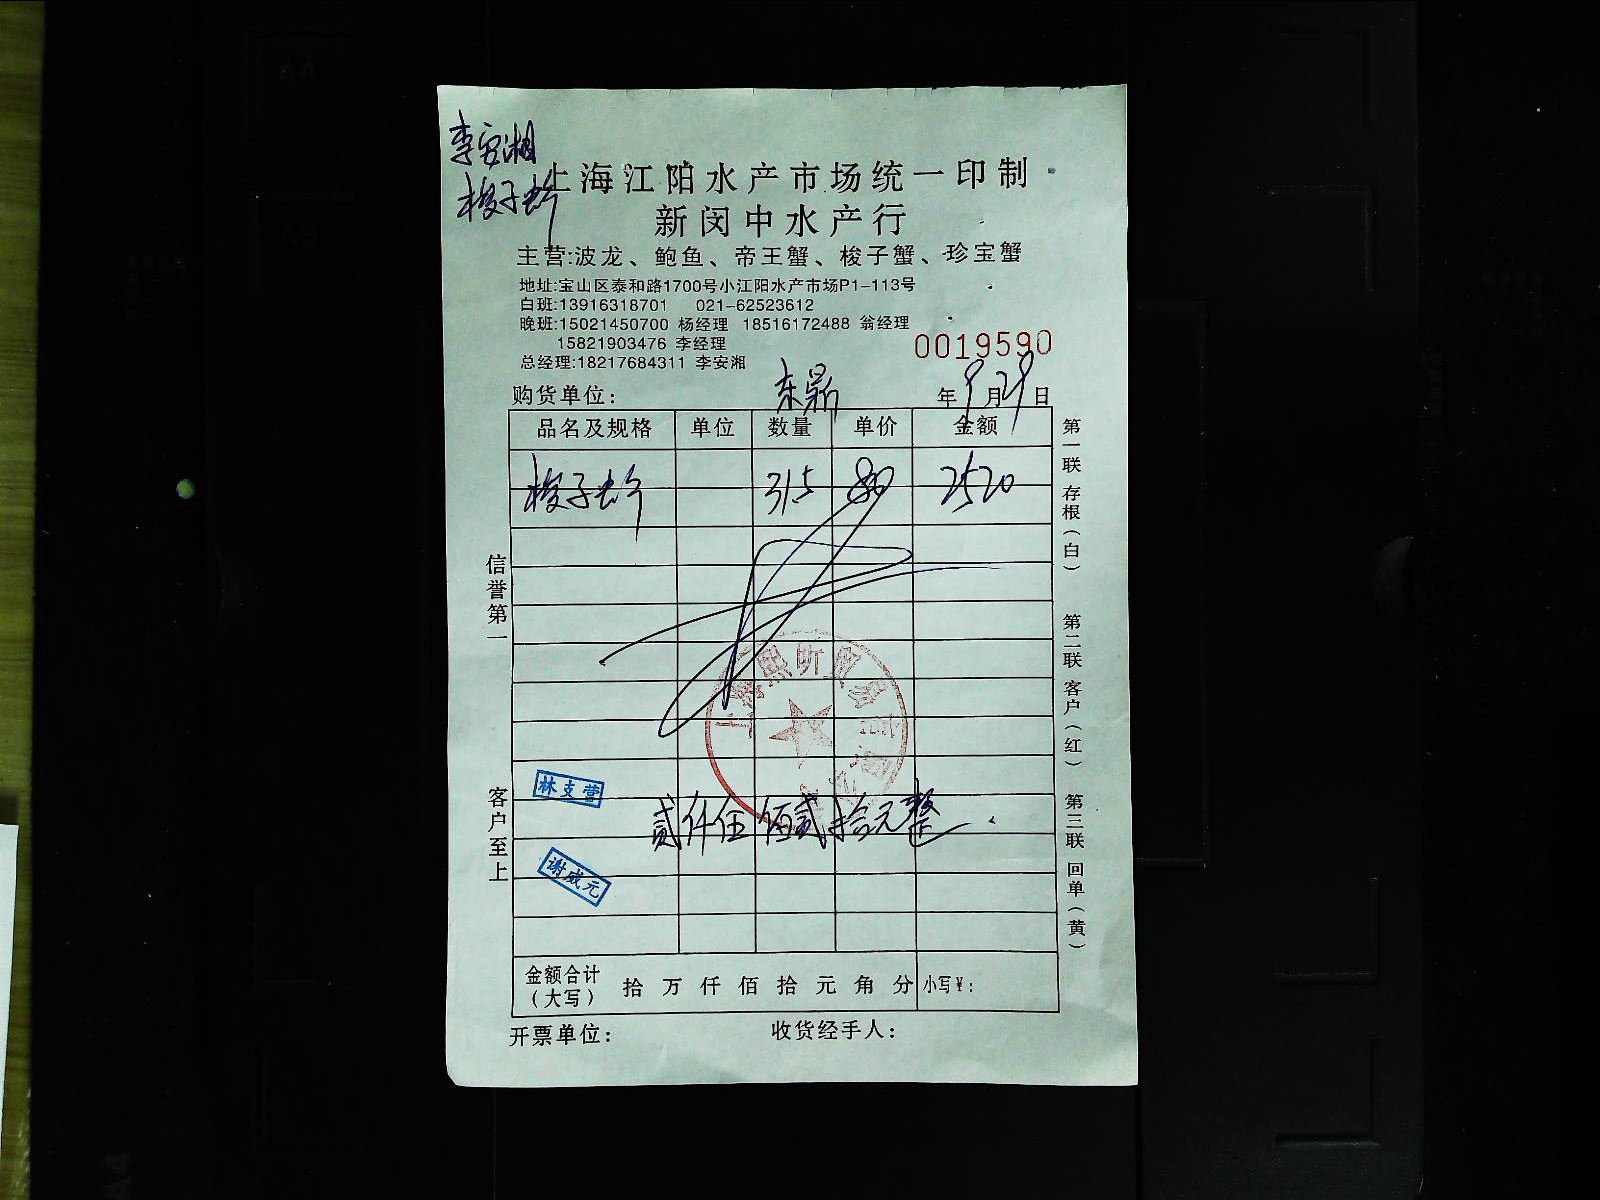 李安湘
梭子蟹
上海江阳水产市场统一印制
新闵中水产行
主营:波龙、鲍鱼、帝王蟹、梭子蟹、珍宝蟹
地址:宝山区泰和路1700号小江阳水产市场P1-113号
白班:13916318701 021-62523612
晚班:15021450700 杨经理 18516172488 翁经理
15821903476 李经理
总经理:18217684311 李安湘
0019590
购货单位: 东鼎 年 9 月 29 日
品名及规格 单位 数量 单价 金额
梭子蟹 315 80 2520
信誉第一
客户至上
第一联 存根(白)
第二联 客户(红)
第三联 回单(黄)
林支营
贰仟伍佰贰拾元整
谢成元
金额合计(大写) 拾 万 仟 佰 拾 元 角 分 小写¥:
开票单位: 收货经手人: